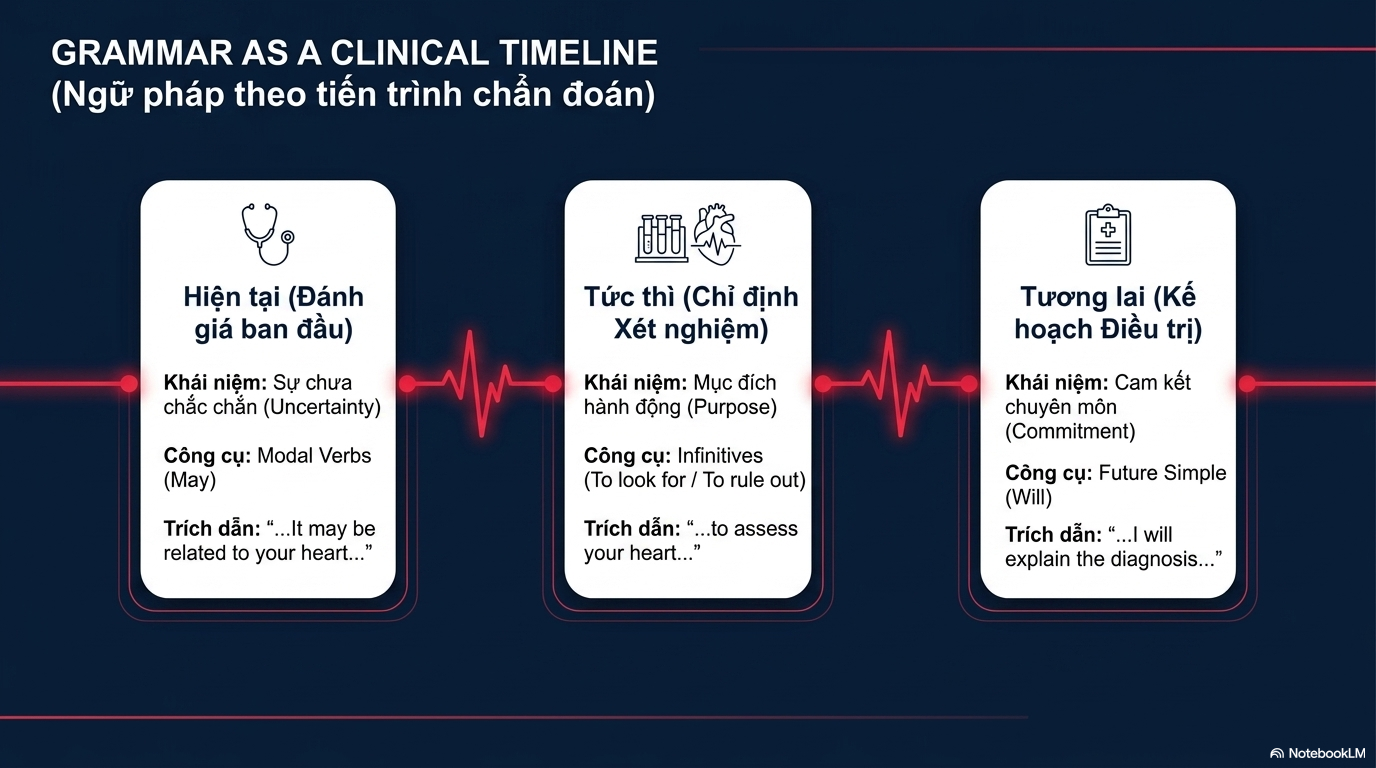 GRAMMAR AS A CLINICAL TIMELINE
(Ngữ pháp theo tiến trình chẩn đoán)
Hiện tại (Đánh
giá ban đầu)
Khái niệm: Sự chưa
chắc chắn (Uncertainty)
Công cụ: Modal Verbs
(May)
Trích dẫn: “...It may be
related to your heart...”
Tức thì (Chỉ định
Xét nghiệm)
Khái niệm: Mục đích
hành động (Purpose)
Công cụ: Infinitives
(To look for / To rule out)
Trích dẫn: “...to assess
your heart...”
Tương lai (Kế
hoạch Điều trị)
Khái niệm: Cam kết
chuyên môn
(Commitment)
Công cụ: Future Simple
(Will)
Trích dẫn: “...I will
explain the diagnosis...”
NotebookLM